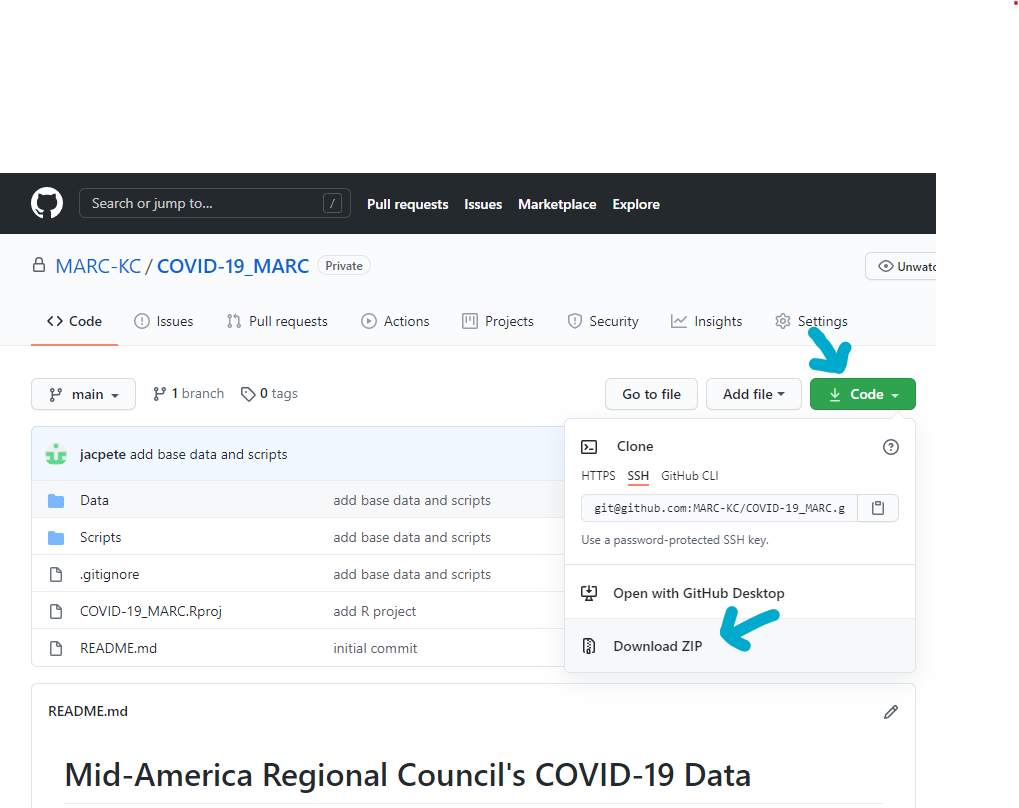 Search or jump to... / Pull requests Issues Marketplace Explore
MARC-KC / COVID-19_MARC Private Unwatc
Code Issues Pull requests Actions Projects Security Insights Settings
main 1 branch 0 tags Go to file Add file Code
jacpete add base data and scripts
Data add base data and scripts
Scripts add base data and scripts
.gitignore add base data and scripts
COVID-19_MARC.Rproj add R project
README.md initial commit
Clone
HTTPS SSH GitHub CLI
git@github.com:MARC-KC/COVID-19_MARC.g
Use a password-protected SSH key.
Open with GitHub Desktop
Download ZIP
README.md
Mid-America Regional Council's COVID-19 Data